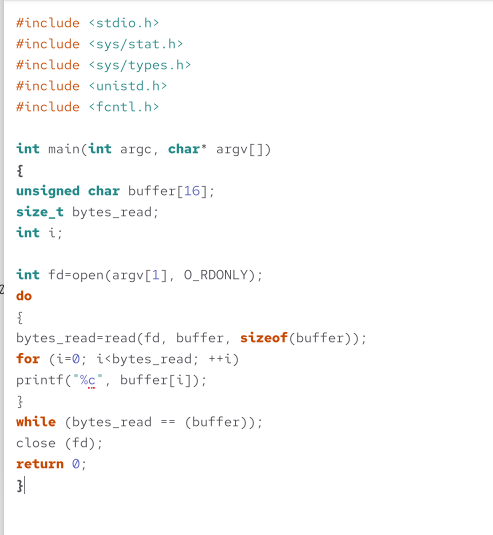 #include <stdio.h>
#include <sys/stat.h>
#include <sys/types.h>
#include <unistd.h>
#include <fcntl.h>
int main(int argc, char* argv[])
{
unsigned char buffer[16];
size_t bytes_read;
int i;
int fd=open(argv[1], O_RDONLY);
do
{
bytes_read=read(fd, buffer, sizeof(buffer));
for (i=0; i<bytes_read; ++i)
printf("%c", buffer[i]);
}
while (bytes_read == (buffer));
close (fd);
return 0;
}